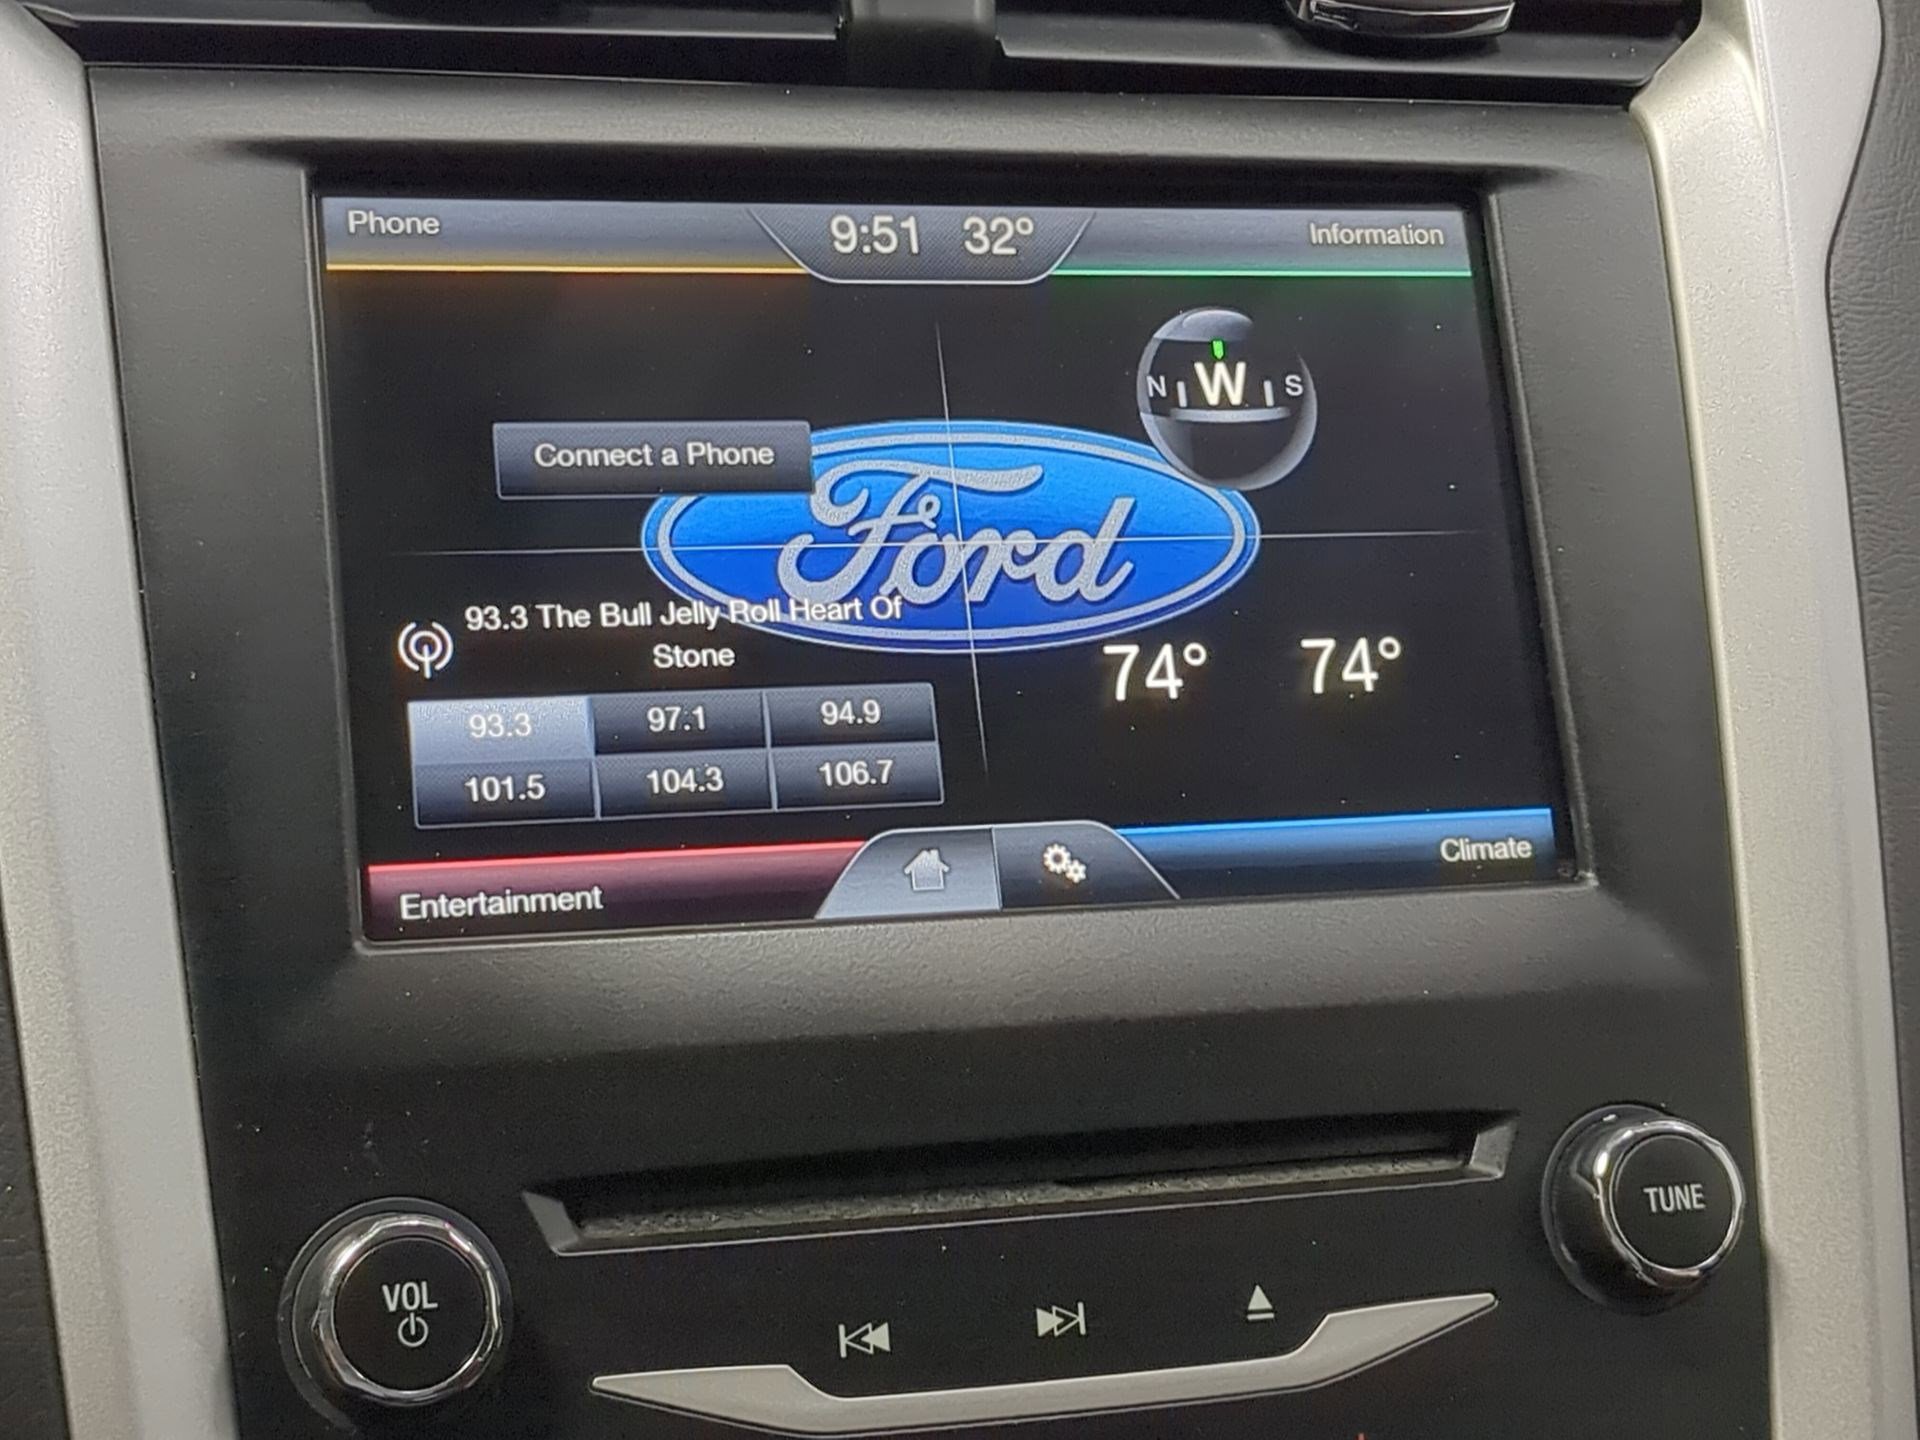 Phone
9:51 32°
Information
N W S
Connect a Phone
Ford
93.3 The Bull Jelly Roll Heart Of
Stone
74° 74°
93.3 97.1 94.9
101.5 104.3 106.7
Entertainment
Climate
TUNE
VOL